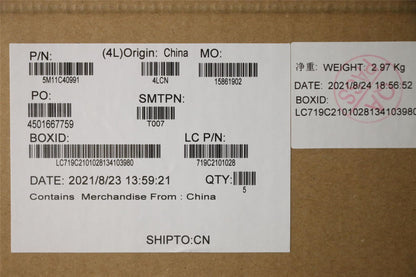 P/N: (4L)Origin: China MO:
5M11C40991 4LCN 15861902
PO: SMTPN:
4501667759 T007
BOXID: LC P/N:
LC719C2101028134103980 719C2101028
DATE: 2021/8/23 13:59:21 QTY:
5
Contains Merchandise From : China
SHIPTO:CN
净重: WEIGHT: 2.97 Kg
DATE: 2021/8/24 18:56:52
BOXID:
LC719C2101028134103980